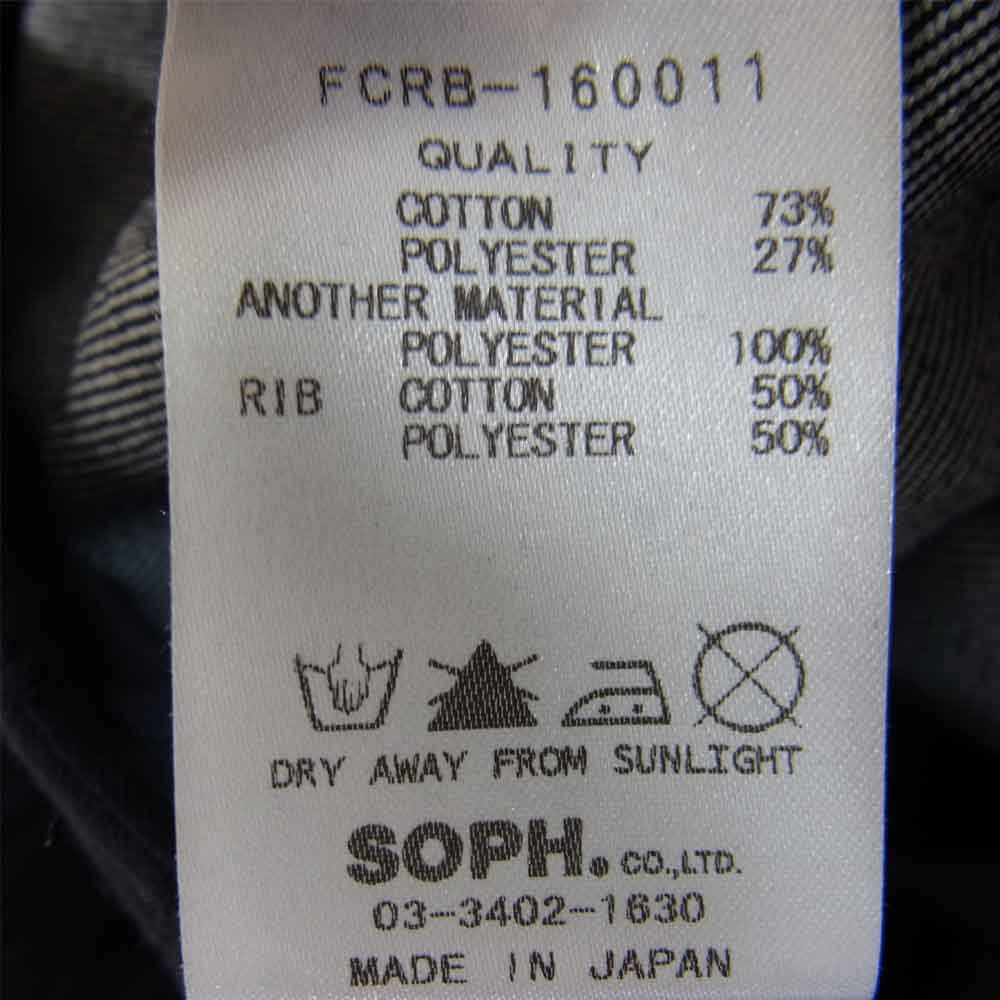 FCRB-160011
QUALITY
COTTON 73%
POLYESTER 27%
ANOTHER MATERIAL
POLYESTER 100%
RIB COTTON 50%
POLYESTER 50%
DRY AWAY FROM SUNLIGHT
SOPH. CO.,LTD.
03-3402-1630
MADE IN JAPAN